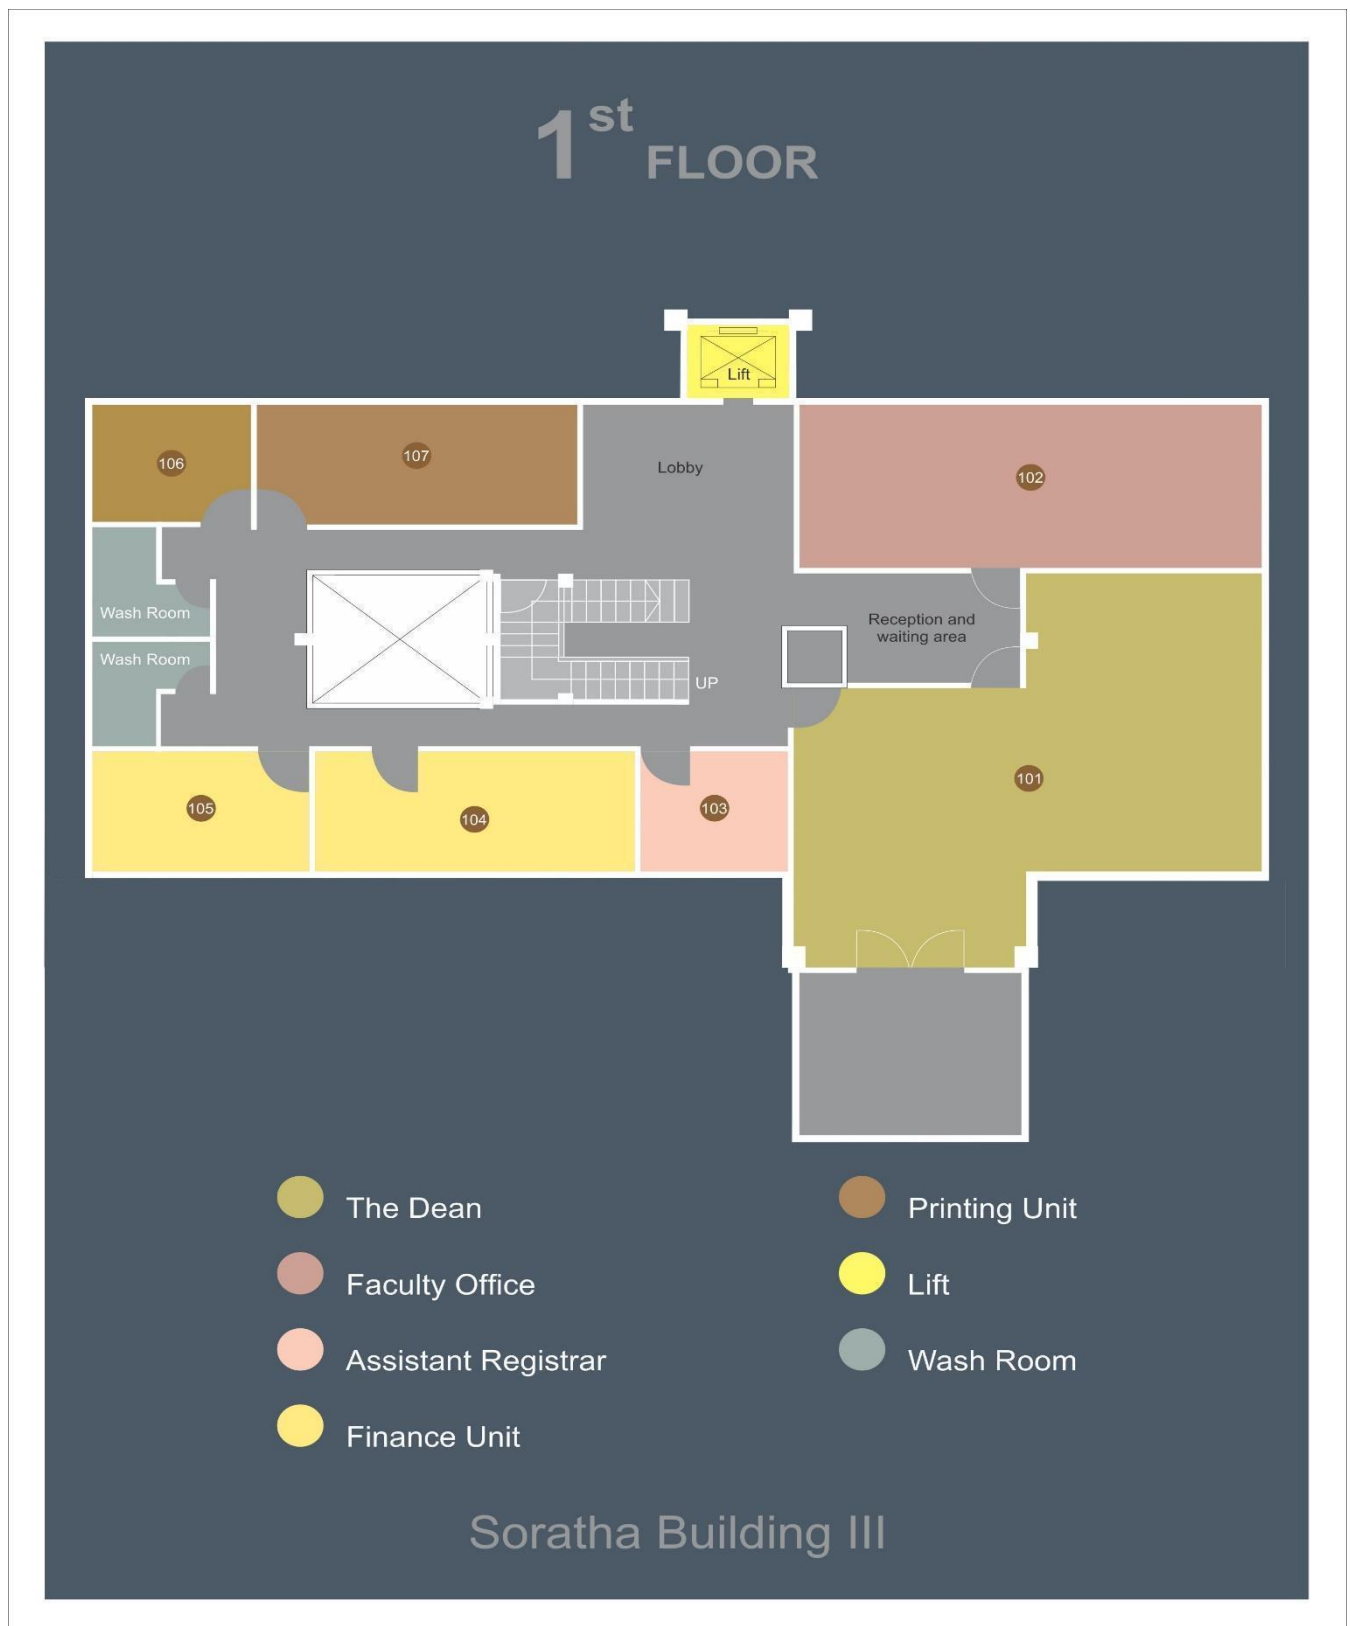 1st
FLOOR
Lift
106
107
Lobby
102
Wash Room
Reception and
waiting area
Wash Room
UP
101
105
104
103
The Dean
Printing Unit
Faculty Office
Lift
Assistant Registrar
Wash Room
Finance Unit
Soratha Building III